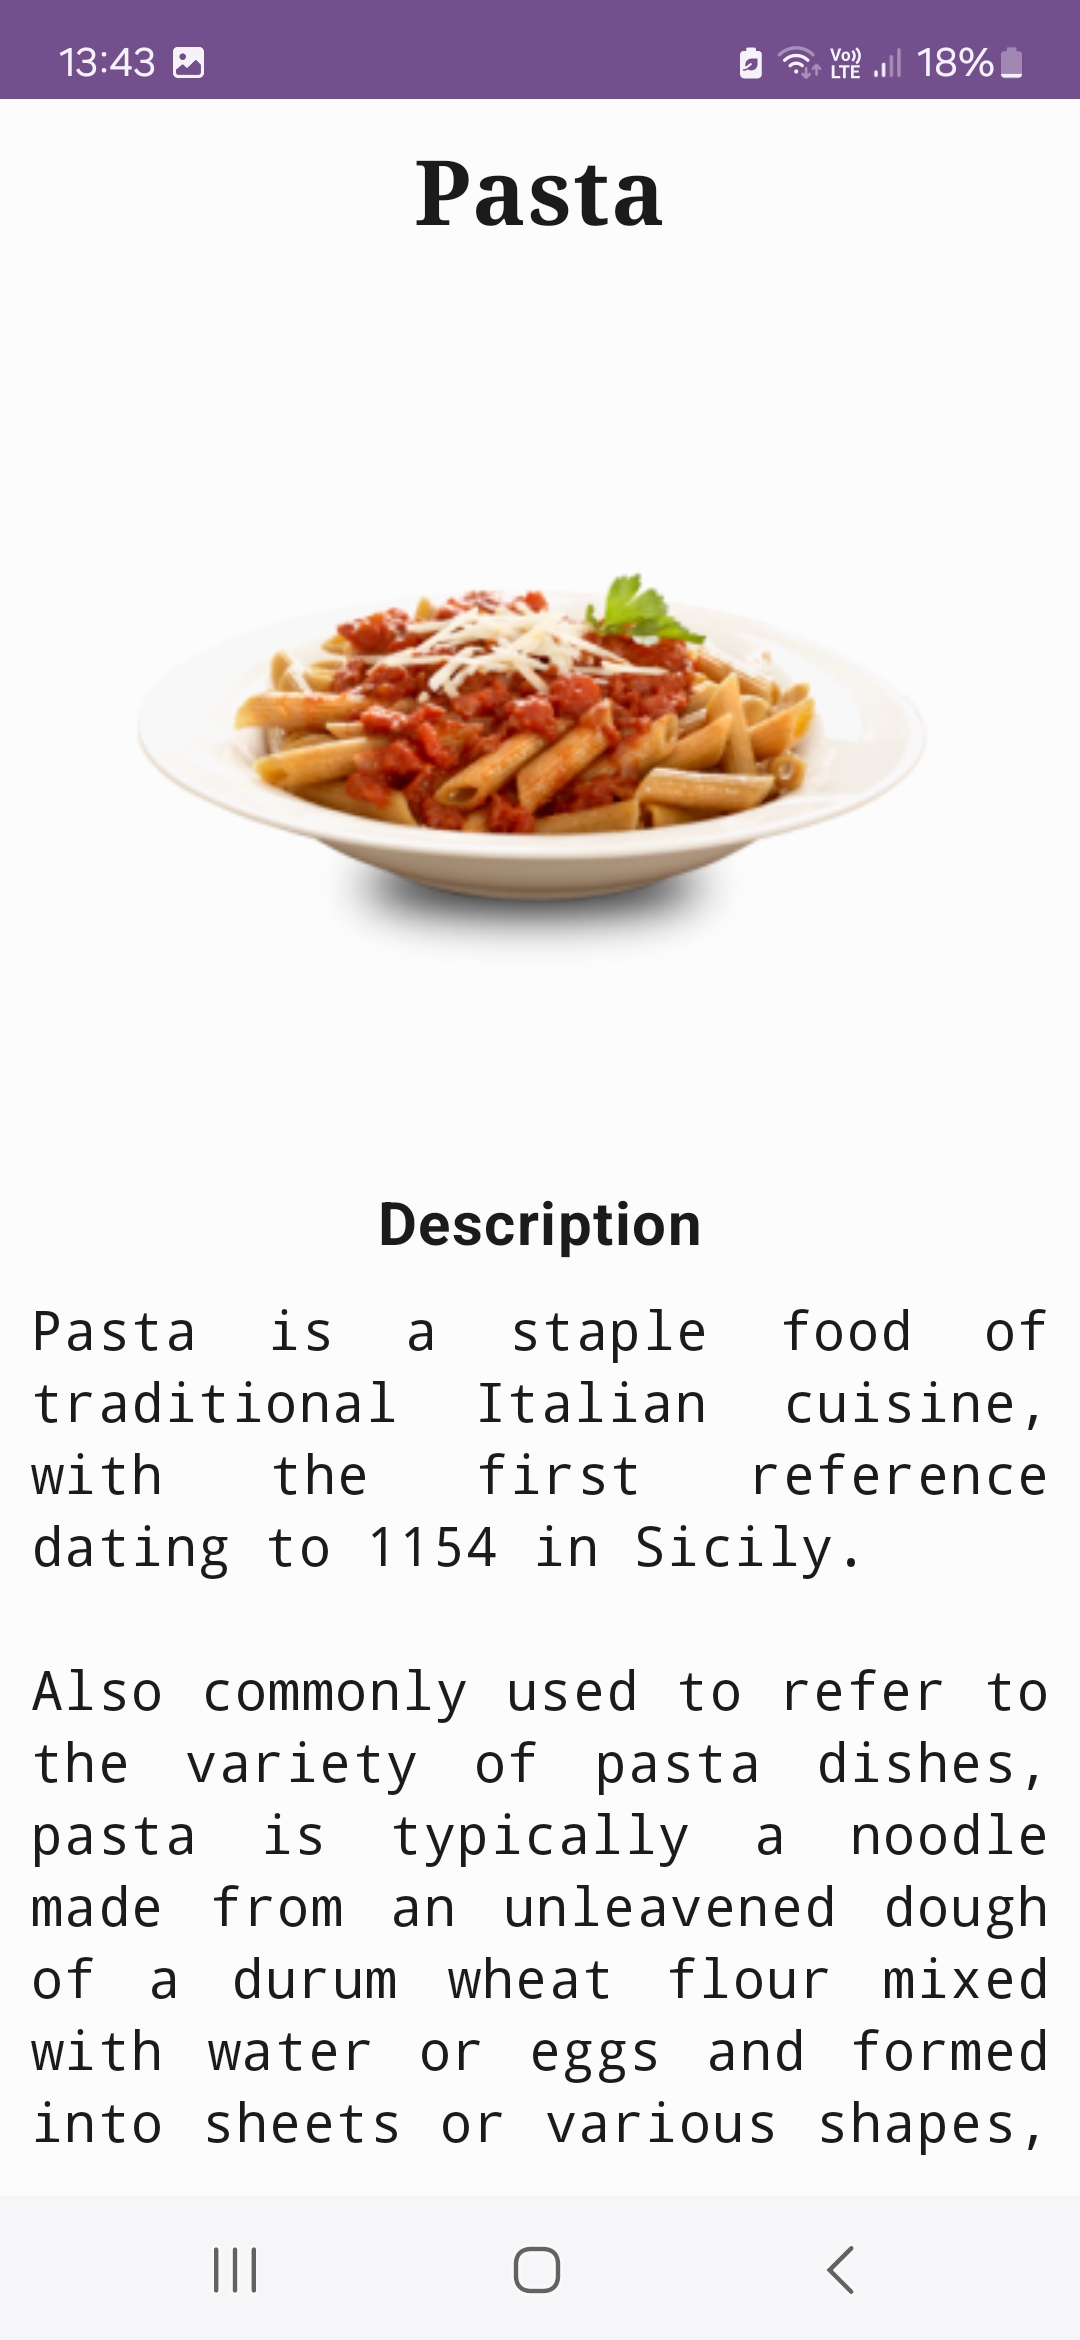 13:43
Vo))
LTE
18%
Pasta
Description
Pasta is a staple food of
traditional Italian cuisine,
with the first reference
dating to 1154 in Sicily.
Also commonly used to refer to
the variety of pasta dishes,
pasta is typically a noodle
made from an unleavened dough
of a durum wheat flour mixed
with water or eggs and formed
into sheets or various shapes,